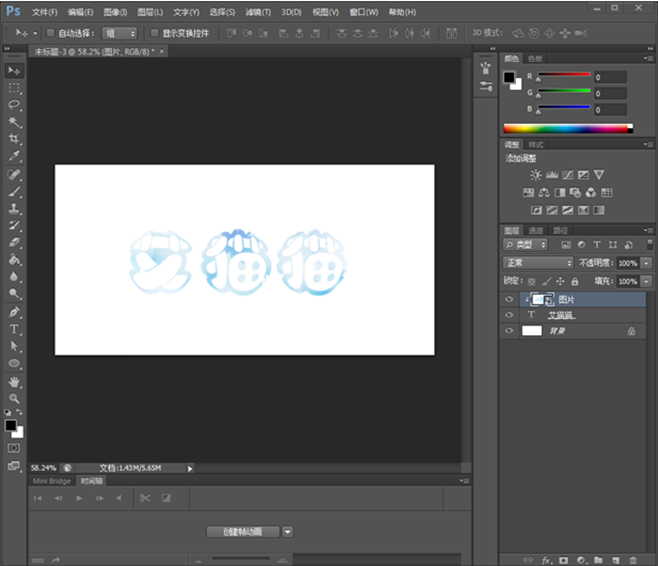 Ps 文件(F) 编辑(E) 图像(I) 图层(L) 文字(Y) 选择(S) 滤镜(T) 3D(D) 视图(V) 窗口(W) 帮助(H)
自动选择: 组 显示变换控件 3D 模式:
未标题-3 @ 58.2% (图片, RGB/8) * ×
颜色 色板
R 0
G 0
B 0
调整 样式
添加调整
艾猫猫
图层 通道 路径
类型
正常 不透明度: 100%
锁定: 填充: 100%
图片
T 艾猫猫
背景
58.24% 文档:1.43M/5.65M
Mini Bridge 时间轴
创建帧动画